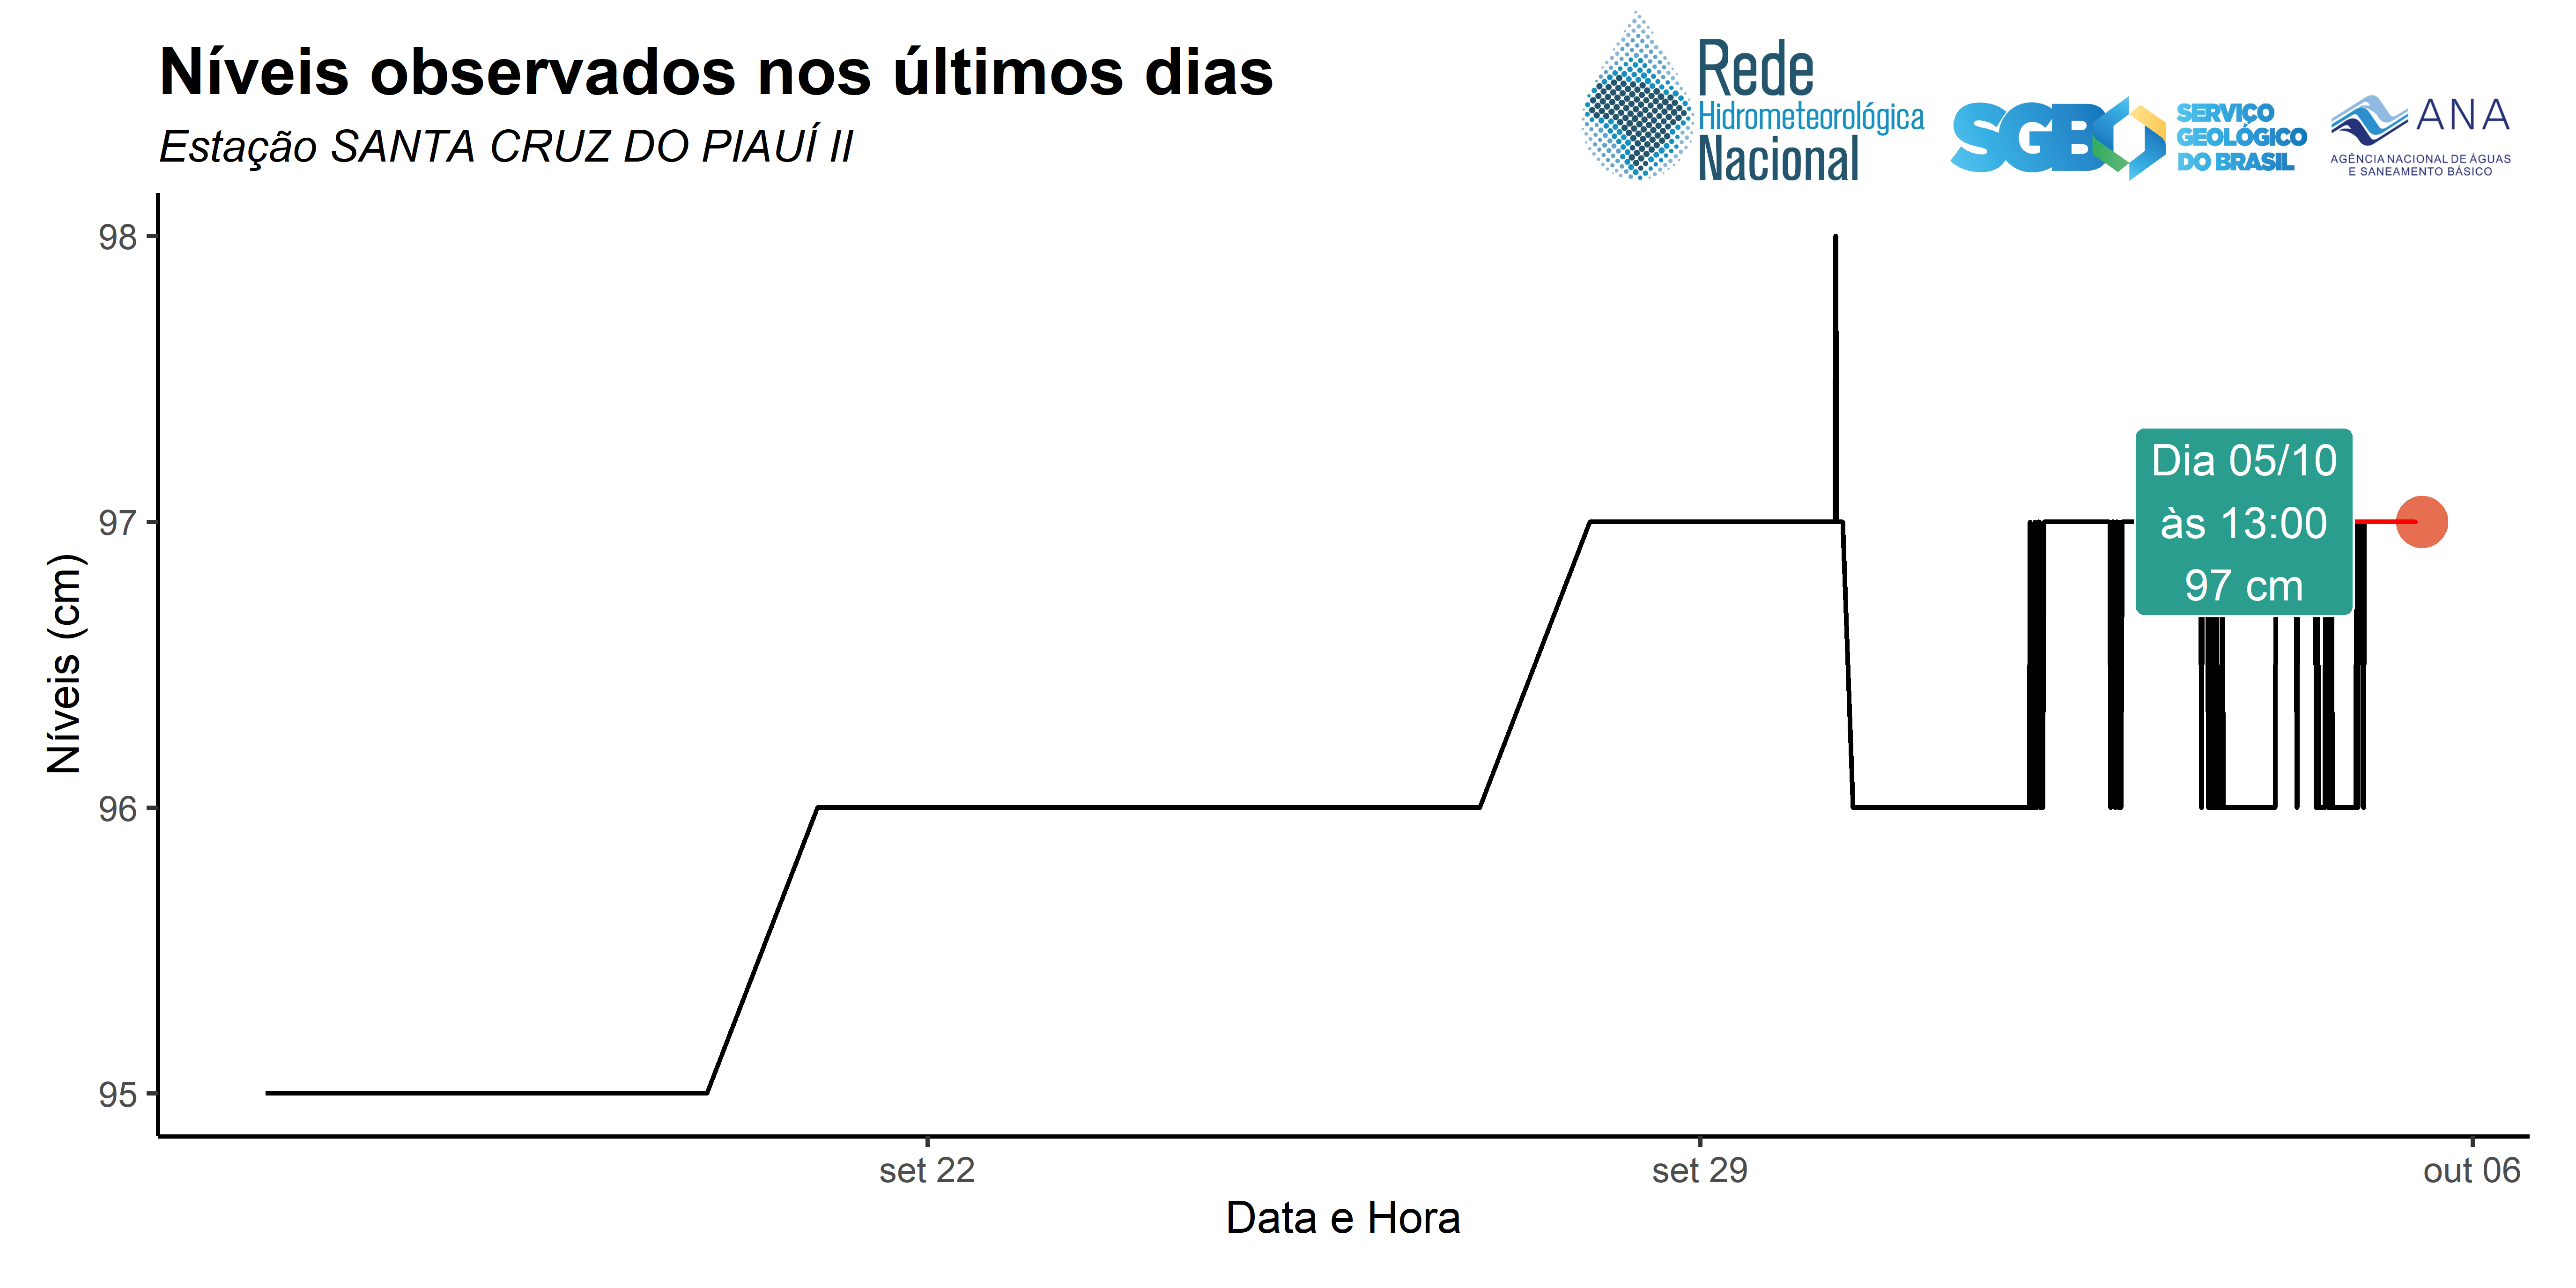 Níveis observados nos últimos dias
Estação SANTA CRUZ DO PIAUÍ II
Rede
Hidrometeorológica
Nacional
SGB
SERVIÇO
GEOLÓGICO
DO BRASIL
ANA
AGÊNCIA NACIONAL DE ÁGUAS
E SANEAMENTO BÁSICO
98
97
96
95
Níveis (cm)
Dia 05/10
às 13:00
97 cm
set 22
set 29
out 06
Data e Hora